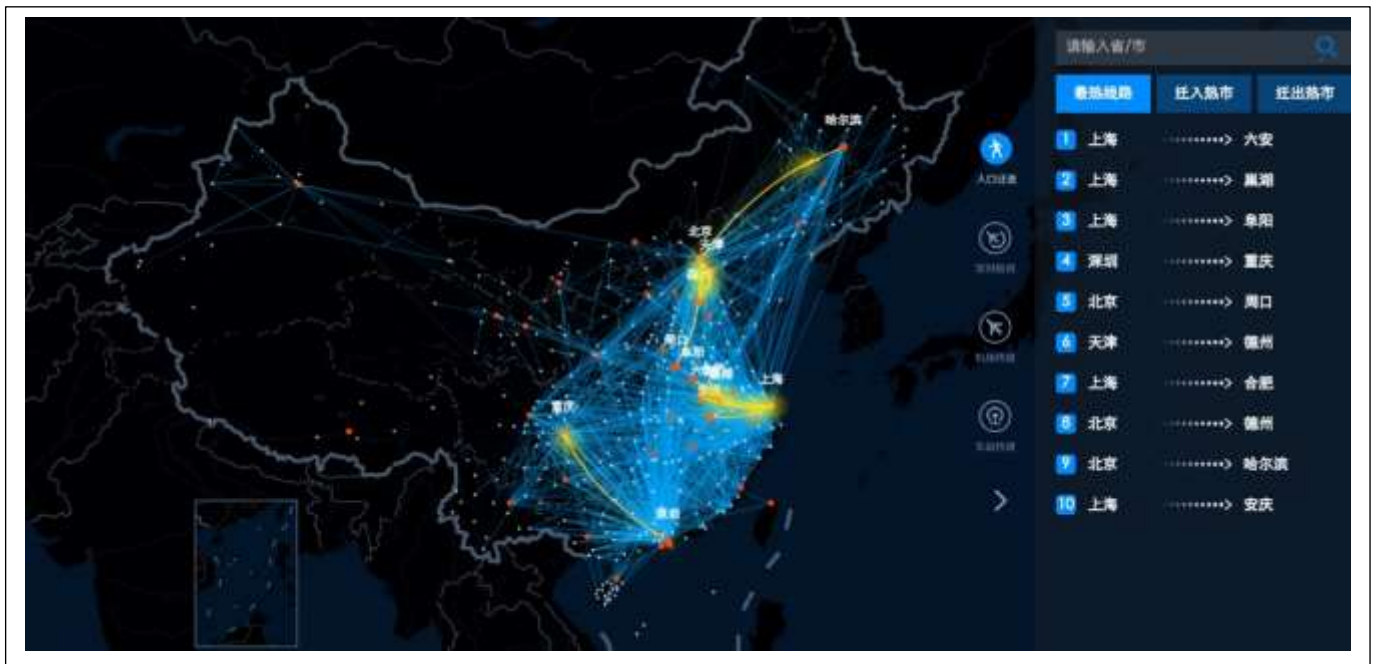 请输入省/市
最热线路
迁入热市
迁出热市
1 上海 ··········> 六安
2 上海 ··········> 巢湖
3 上海 ··········> 阜阳
4 深圳 ··········> 重庆
5 北京 ··········> 周口
6 天津 ··········> 德州
7 上海 ··········> 合肥
8 北京 ··········> 德州
9 北京 ··········> 哈尔滨
10 上海 ··········> 安庆
哈尔滨
人口迁徙
北京
天津
周口
阜阳
上海
重庆